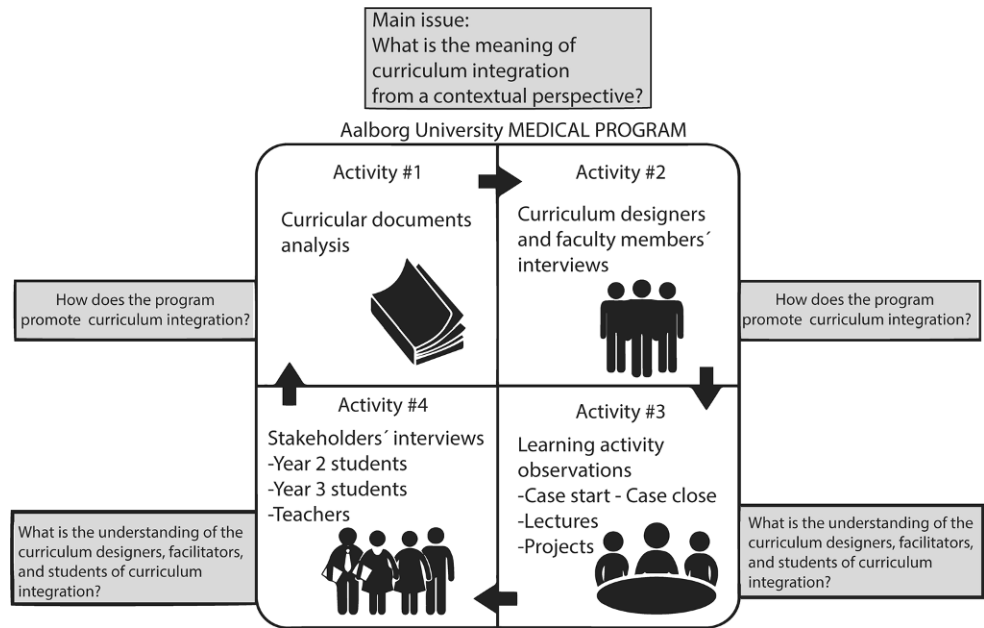 Main issue:
What is the meaning of
curriculum integration
from a contextual perspective?
Aalborg University MEDICAL PROGRAM
Activity #1
Curricular documents
analysis
Activity #2
Curriculum designers
and faculty members´
interviews
How does the program
promote curriculum integration?
How does the program
promote curriculum integration?
Activity #4
Stakeholders´ interviews
-Year 2 students
-Year 3 students
-Teachers
Activity #3
Learning activity
observations
-Case start - Case close
-Lectures
-Projects
What is the understanding of the
curriculum designers, facilitators,
and students of curriculum
integration?
What is the understanding of the
curriculum designers, facilitators,
and students of curriculum
integration?